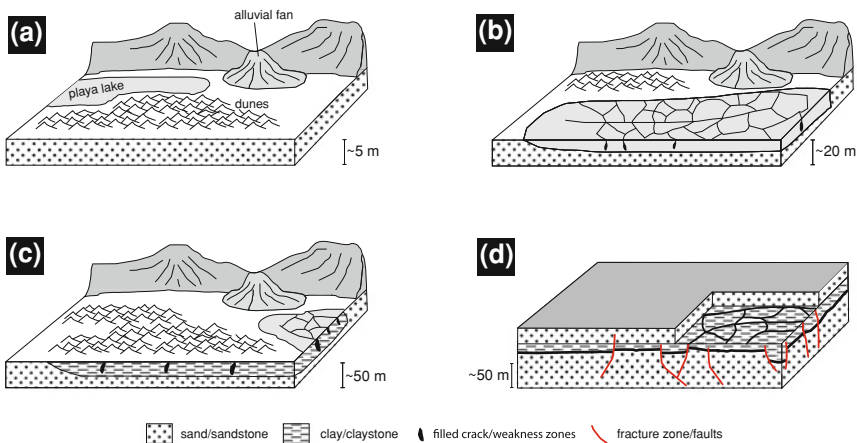 (a)
alluvial fan
playa lake
dunes
~5 m
(b)
~20 m
(c)
~50 m
(d)
~50 m
sand/sandstone
clay/claystone
filled crack/weakness zones
fracture zone/faults